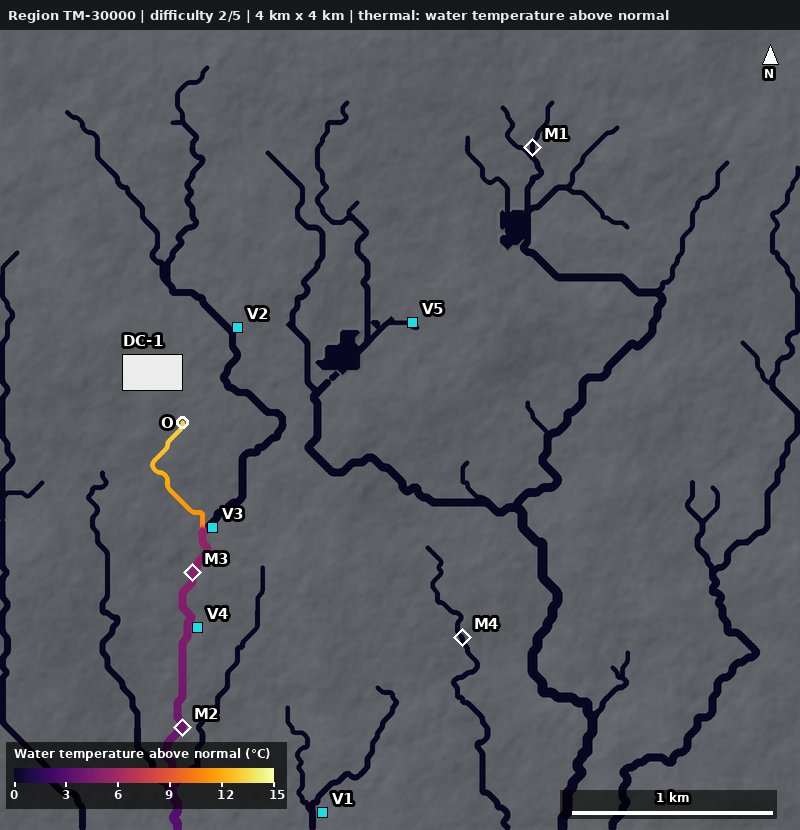 Region TM-30000 | difficulty 2/5 | 4 km x 4 km | thermal: water temperature above normal
N
M1
V2
V5
DC-1
O
V3
M3
V4
M4
M2
Water temperature above normal (°C)
0 3 6 9 12 15
V1
1 km